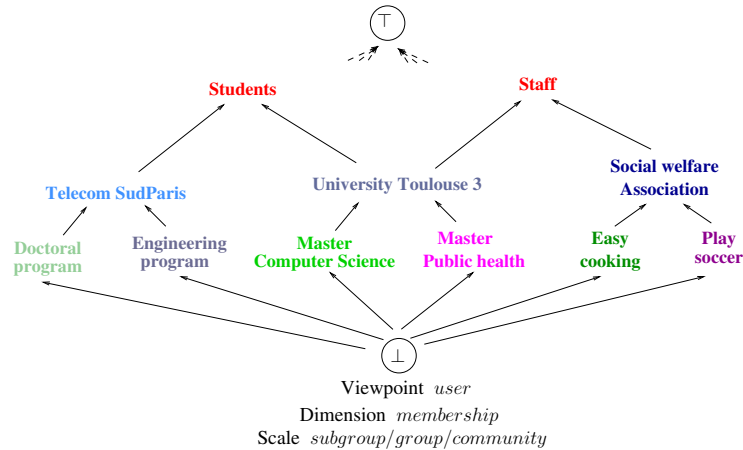 ⊤
Students
Staff
Telecom SudParis
University Toulouse 3
Social welfare
Association
Doctoral
program
Engineering
program
Master
Computer Science
Master
Public health
Easy
cooking
Play
soccer
⊥
Viewpoint user
Dimension membership
Scale subgroup/group/community